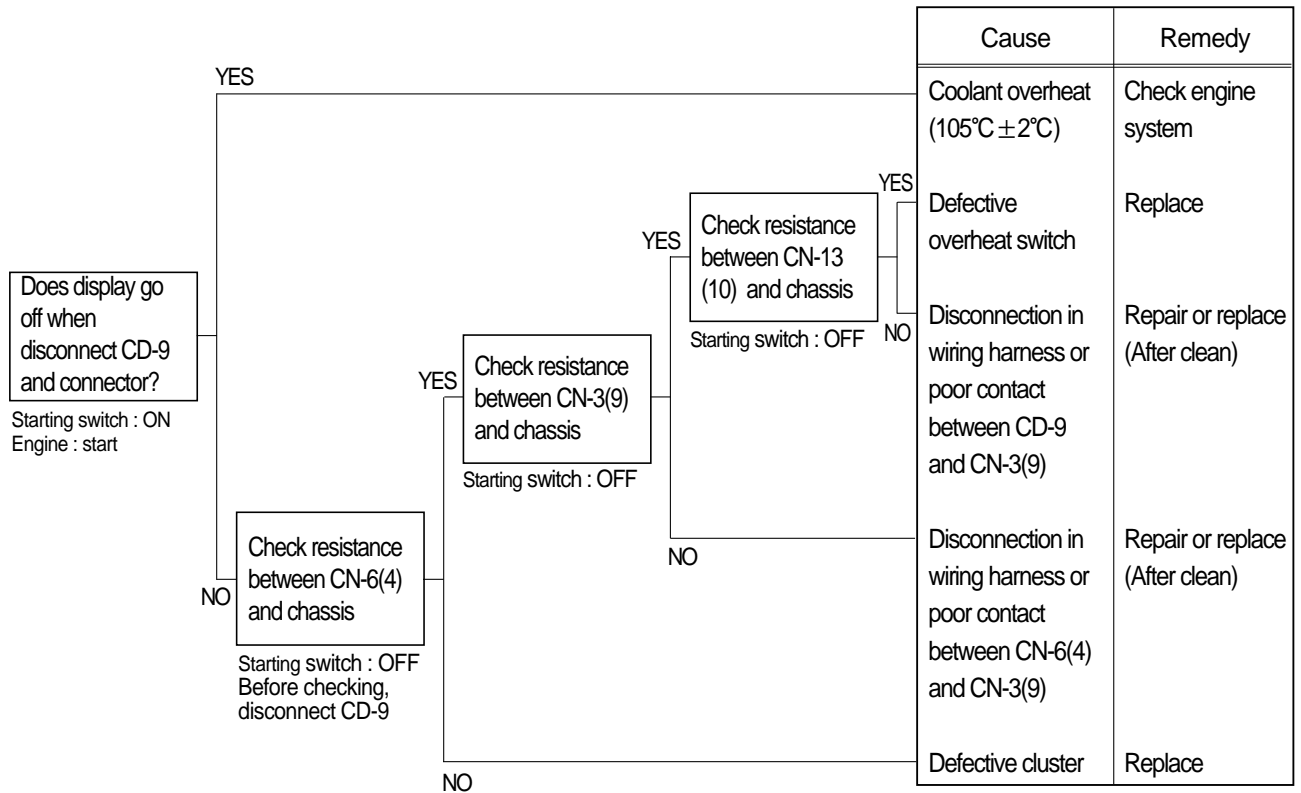 Cause
Remedy
YES
Coolant overheat
(105℃±2℃)
Check engine
system
YES
Defective
overheat switch
Replace
Check resistance
between CN-13
(10) and chassis
YES
Starting switch : OFF
NO
Disconnection in
wiring harness or
poor contact
between CD-9
and CN-3(9)
Repair or replace
(After clean)
Does display go
off when
disconnect CD-9
and connector?
Starting switch : ON
Engine : start
YES
Check resistance
between CN-3(9)
and chassis
Starting switch : OFF
NO
Disconnection in
wiring harness or
poor contact
between CN-6(4)
and CN-3(9)
Repair or replace
(After clean)
NO
Check resistance
between CN-6(4)
and chassis
Starting switch : OFF
Before checking,
disconnect CD-9
NO
Defective cluster
Replace